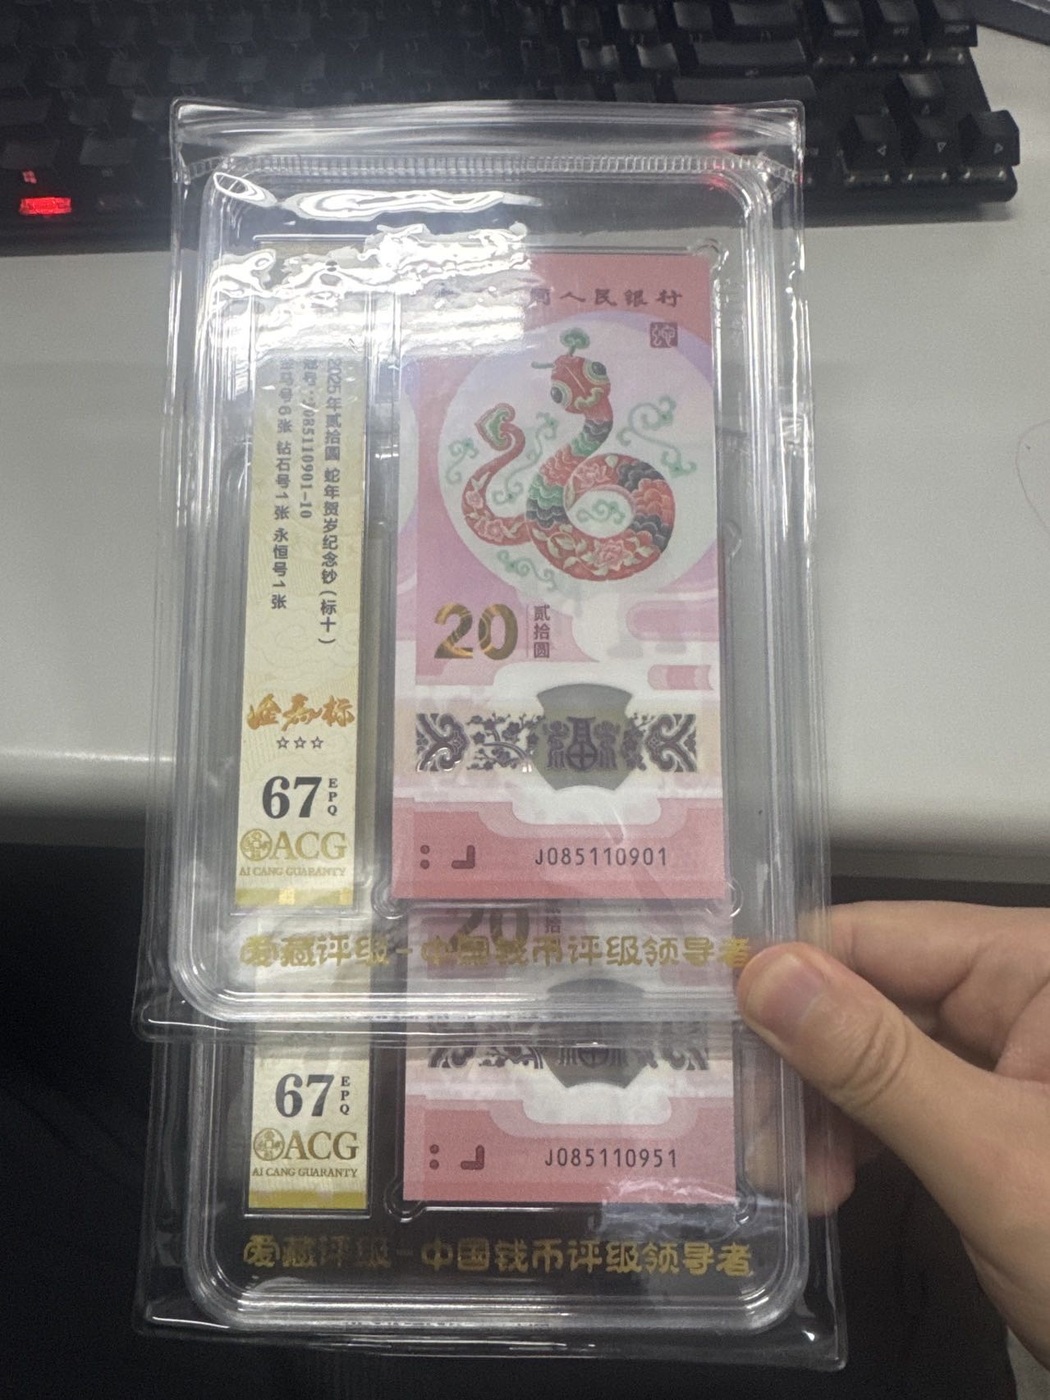 人民银行
2025年贰拾圆 蛇年贺岁纪念钞(标十)
J085110901-10
6张 钻石号1张 永恒号1张
20
贰拾圆
标
☆☆☆
67 EPQ
ACG
AI CANG GUARANTY
J085110901
爱藏评级-中国钱币评级领导者
20
67 EPQ
ACG
AI CANG GUARANTY
J085110951
爱藏评级-中国钱币评级领导者